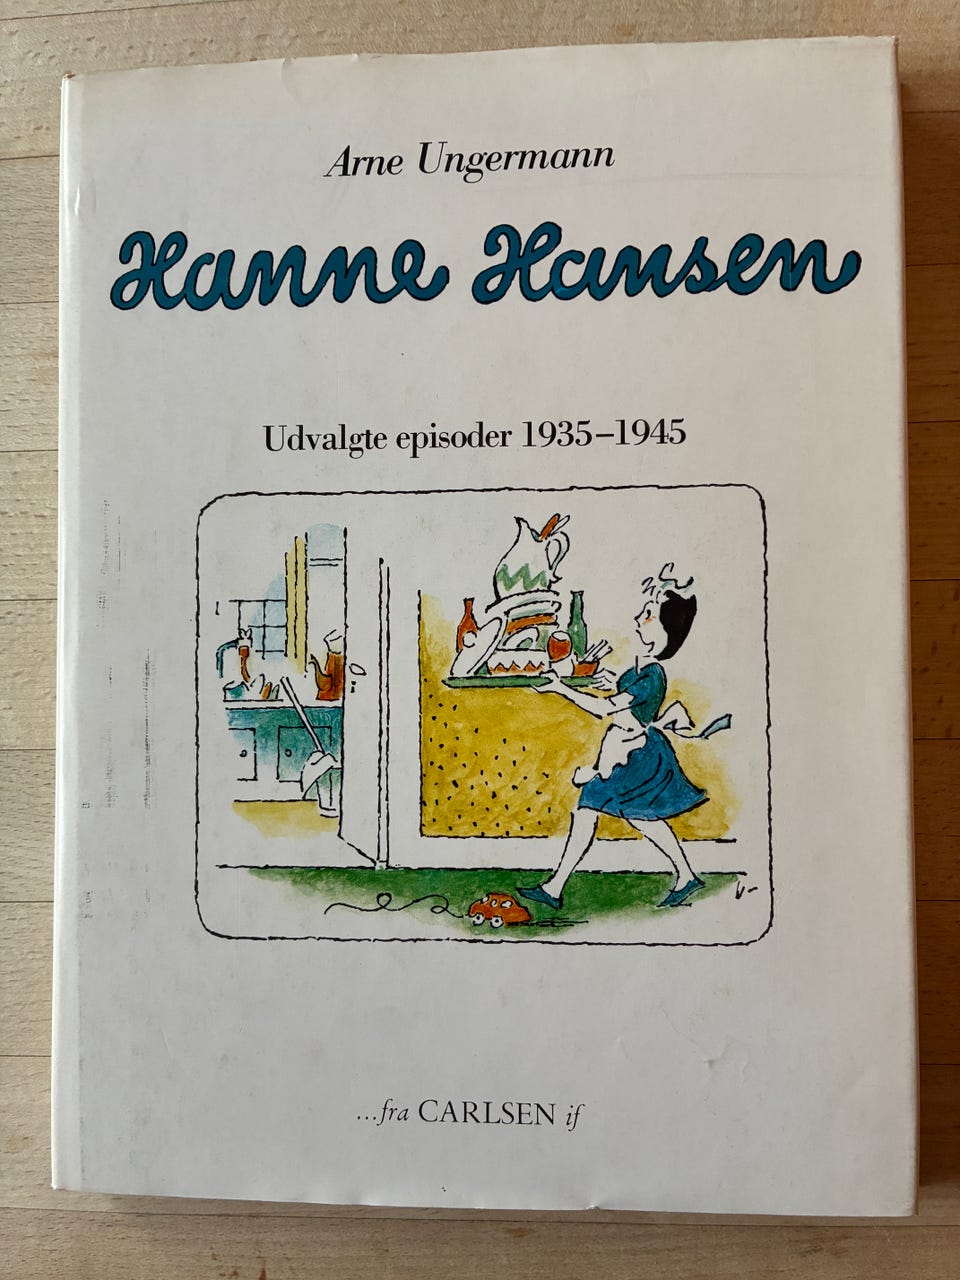 Arne Ungermann
Hanne Hansen
Udvalgte episoder 1935–1945
...fra CARLSEN if